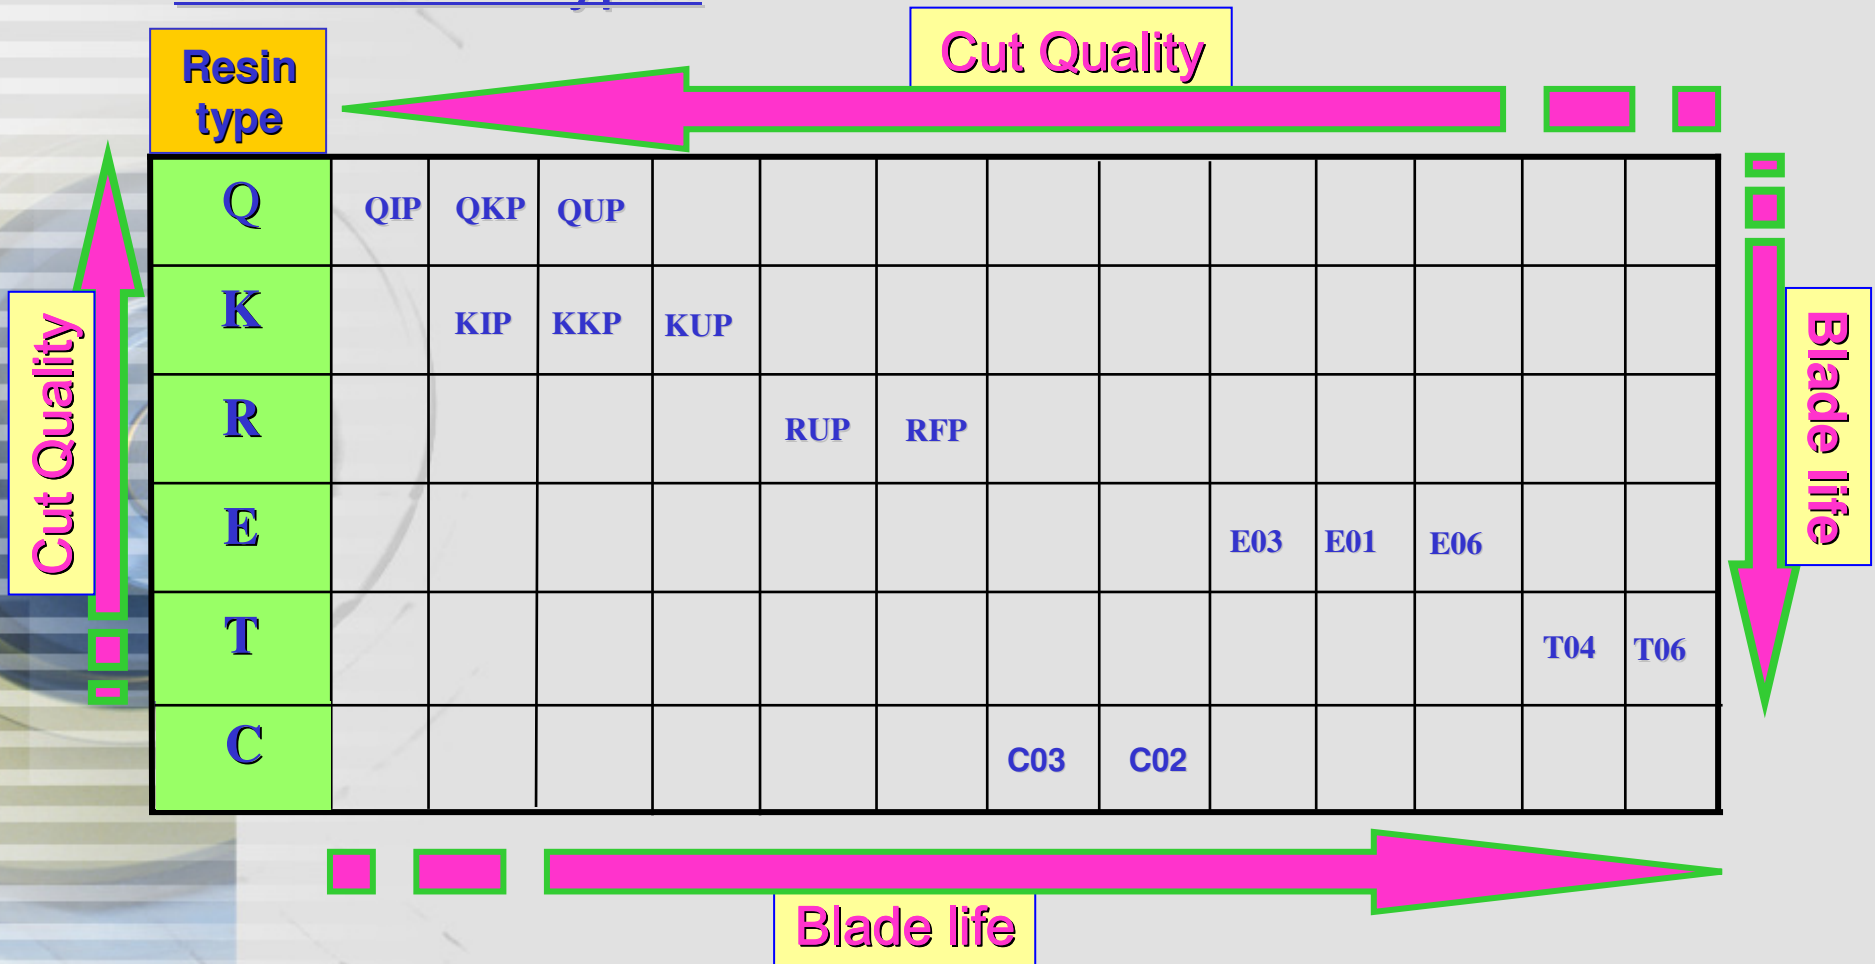 Cut Quality
Resin
type
Q QIP QKP QUP
K KIP KKP KUP
R RUP RFP
E E03 E01 E06
T T04 T06
C C03 C02
Cut Quality
Blade life
Blade life